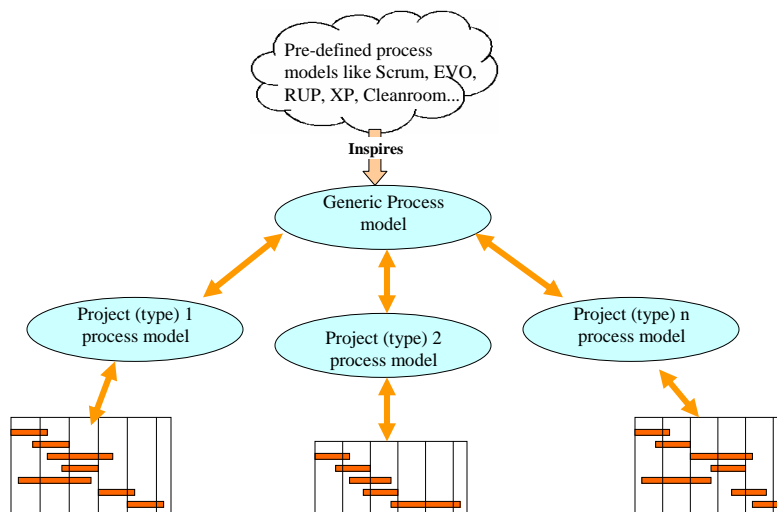 Pre-defined process
models like Scrum, EVO,
RUP, XP, Cleanroom...
Inspires
Generic Process
model
Project (type) 1
process model
Project (type) 2
process model
Project (type) n
process model